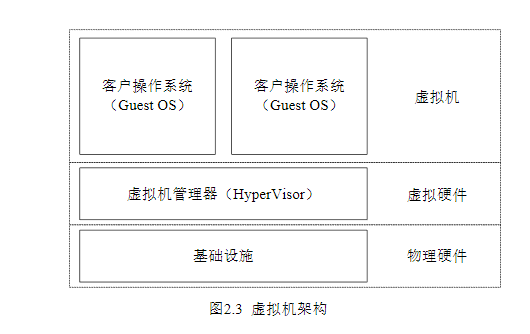 客户操作系统
（Guest OS）
客户操作系统
（Guest OS）
虚拟机
虚拟机管理器（HyperVisor）
虚拟硬件
基础设施
物理硬件
图2.3 虚拟机架构